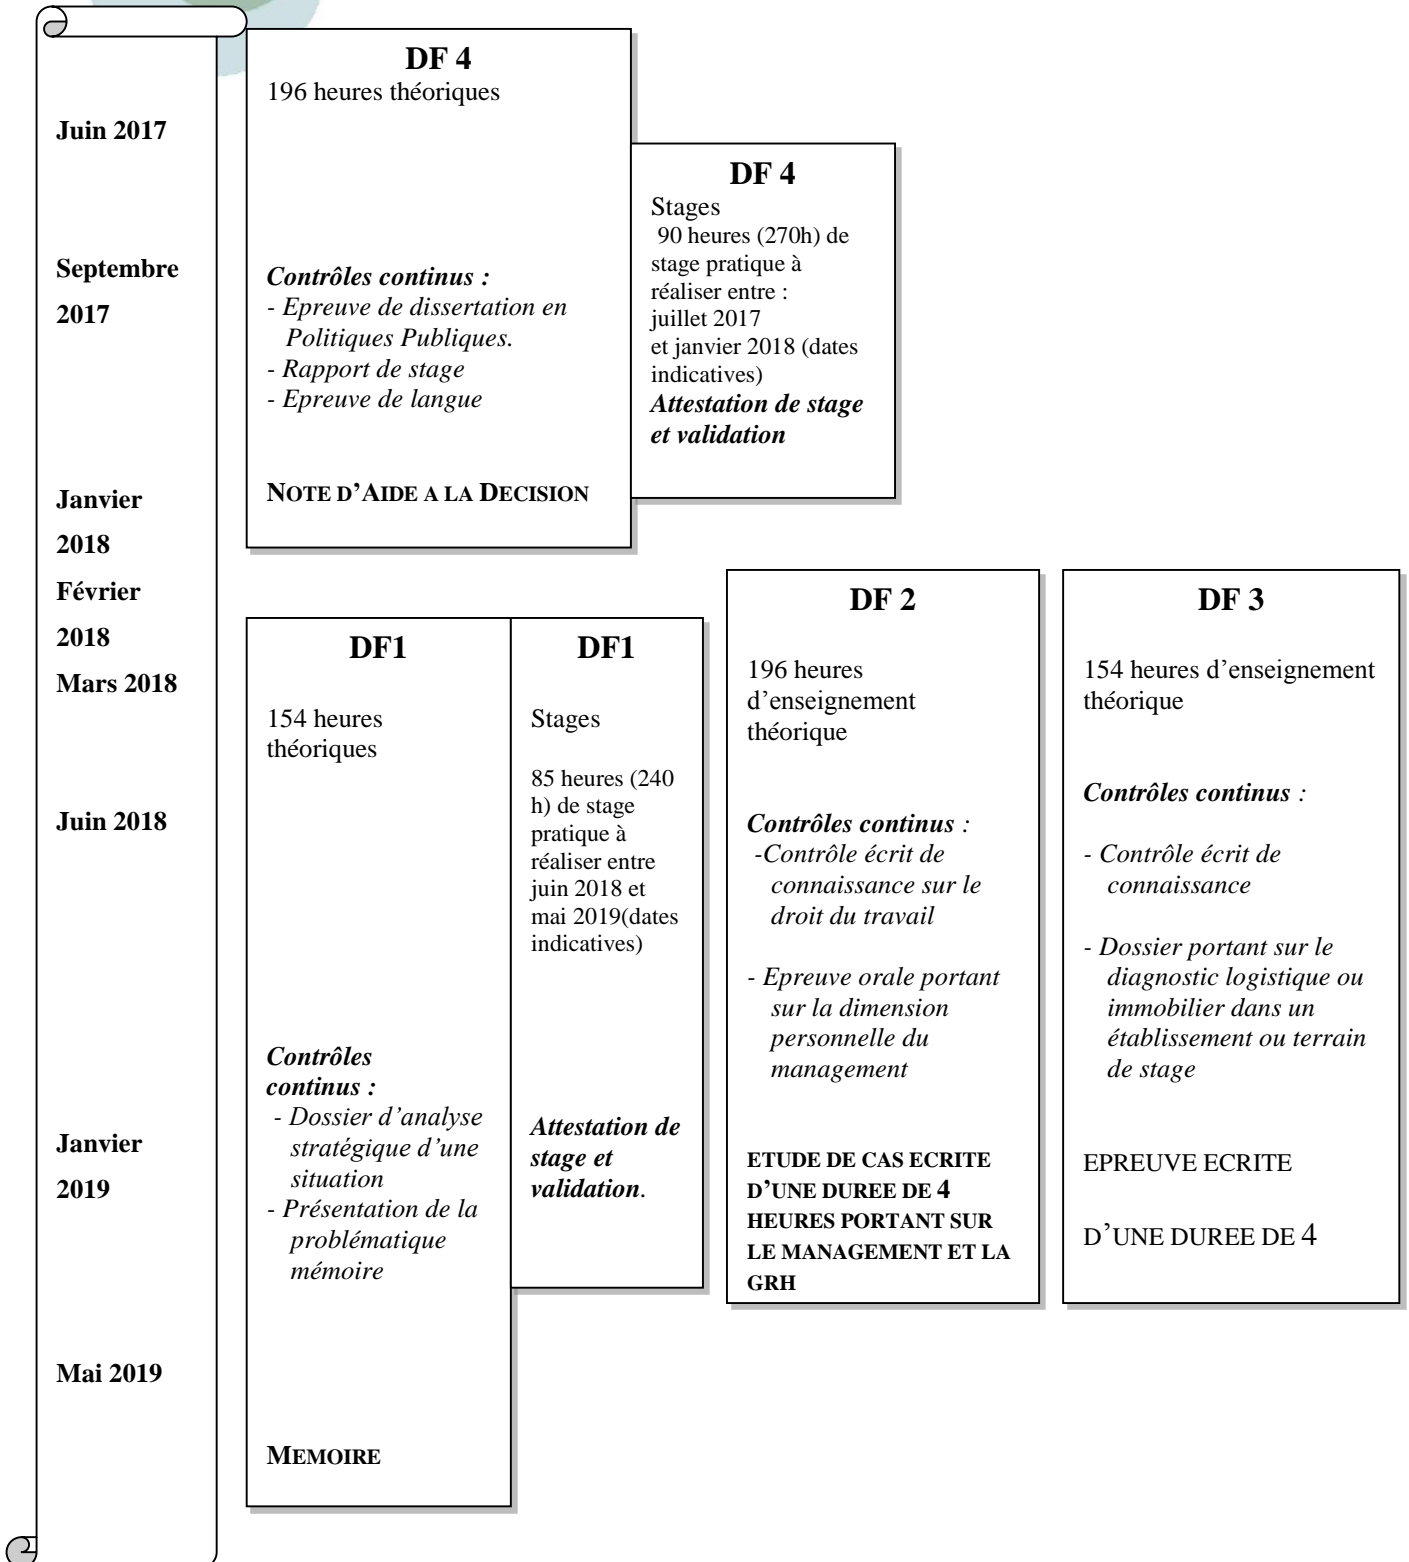 Juin 2017
Septembre
2017
Janvier
2018
Février
2018
Mars 2018
Juin 2018
Janvier
2019
Mai 2019
DF 4
196 heures théoriques
Contrôles continus :
- Epreuve de dissertation en
Politiques Publiques.
- Rapport de stage
- Epreuve de langue
NOTE D’AIDE A LA DECISION
DF 4
Stages
90 heures (270h) de
stage pratique à
réaliser entre :
juillet 2017
et janvier 2018 (dates
indicatives)
Attestation de stage
et validation
DF1
154 heures
théoriques
Contrôles
continus :
- Dossier d’analyse
stratégique d’une
situation
- Présentation de la
problématique
mémoire
MEMOIRE
DF1
Stages
85 heures (240
h) de stage
pratique à
réaliser entre
juin 2018 et
mai 2019(dates
indicatives)
Attestation de
stage et
validation.
DF 2
196 heures
d’enseignement
théorique
Contrôles continus :
-Contrôle écrit de
connaissance sur le
droit du travail
- Epreuve orale portant
sur la dimension
personnelle du
management
ETUDE DE CAS ECRITE
D’UNE DUREE DE 4
HEURES PORTANT SUR
LE MANAGEMENT ET LA
GRH
DF 3
154 heures d’enseignement
théorique
Contrôles continus :
- Contrôle écrit de
connaissance
- Dossier portant sur le
diagnostic logistique ou
immobilier dans un
établissement ou terrain
de stage
EPREUVE ECRITE
D’UNE DUREE DE 4